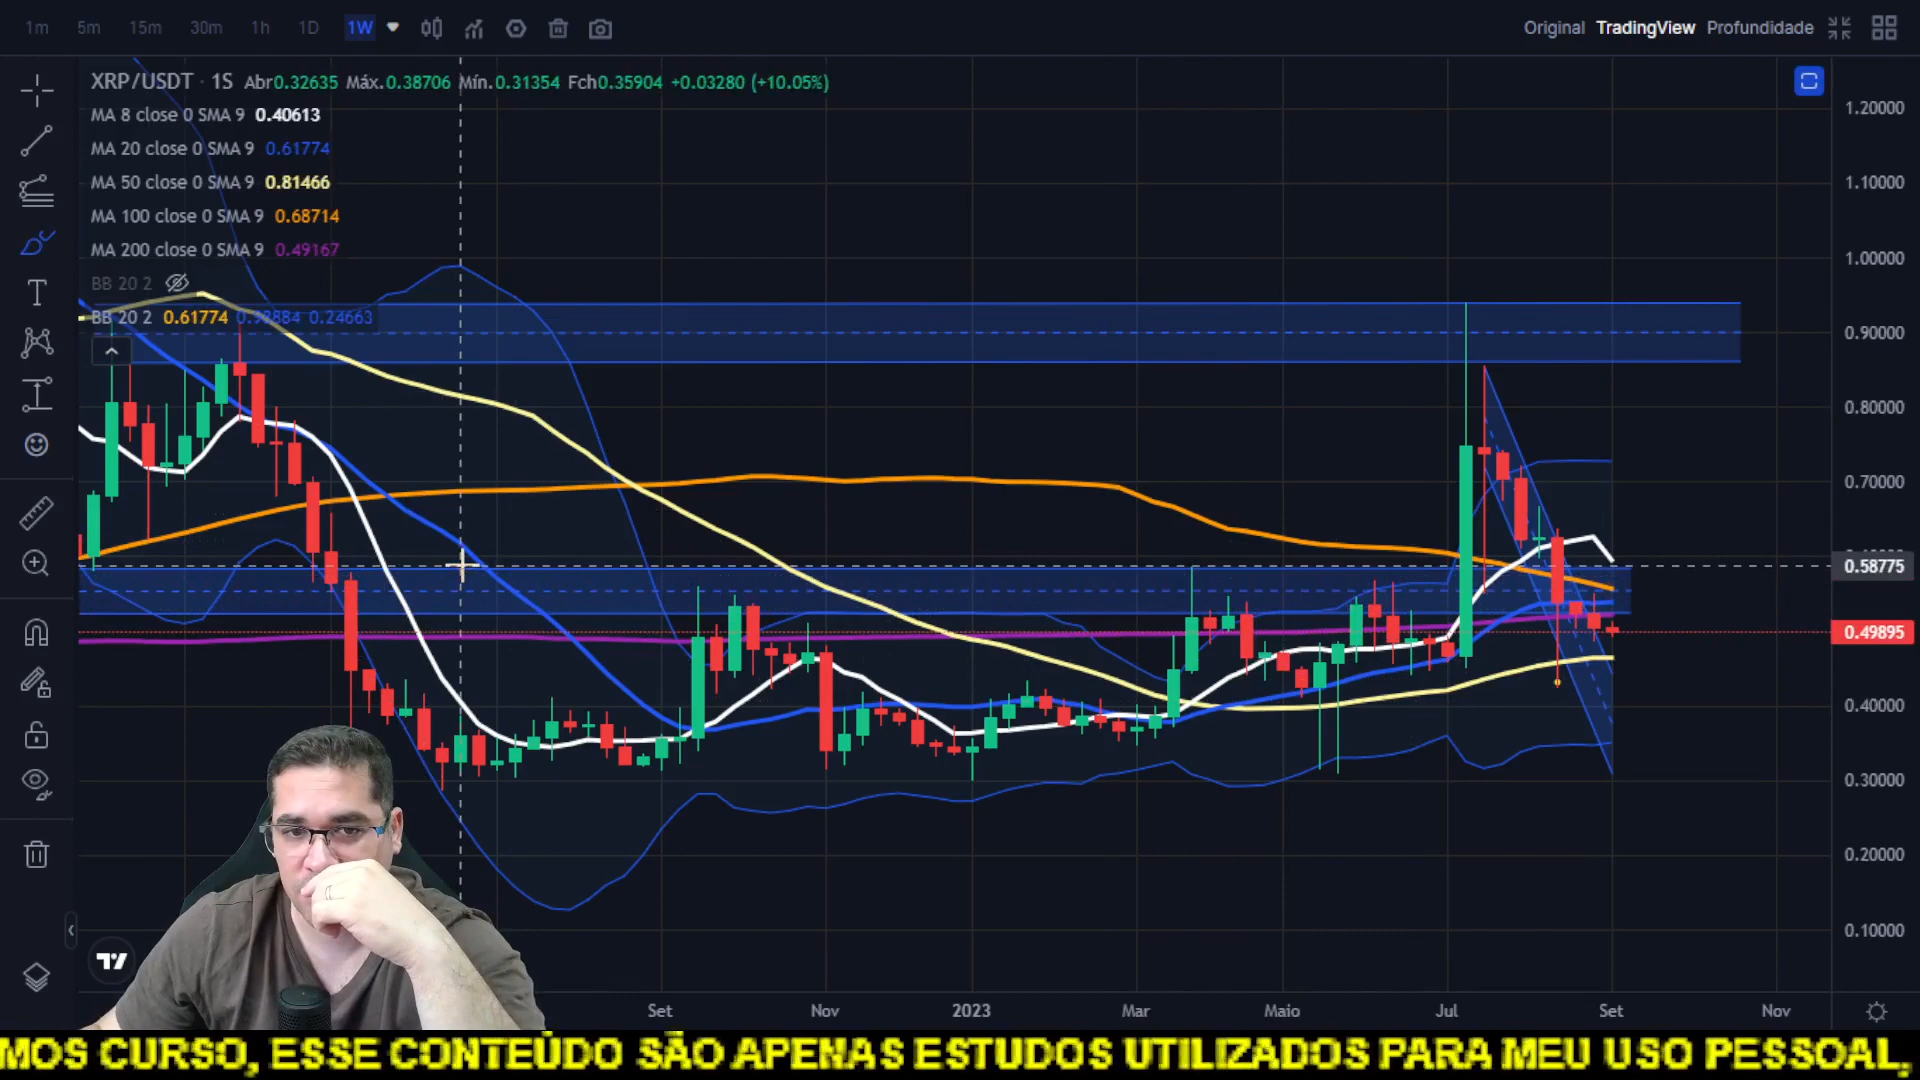 1m 5m 15m 30m 1h 1D 1W
Original TradingView Profundidade
XRP/USDT · 1S Abr0.32635 Máx.0.38706 Mín.0.31354 Fch0.35904 +0.03280 (+10.05%)
MA 8 close 0 SMA 9 0.40613
MA 20 close 0 SMA 9 0.61774
MA 50 close 0 SMA 9 0.81466
MA 100 close 0 SMA 9 0.68714
MA 200 close 0 SMA 9 0.49167
BB 20 2
BB 20 2 0.61774 0.98884 0.24663
1.20000
1.10000
1.00000
0.90000
0.80000
0.70000
0.58775
0.49895
0.40000
0.30000
0.20000
0.10000
Set Nov 2023 Mar Maio Jul Set Nov
MOS CURSO, ESSE CONTEÚDO SÃO APENAS ESTUDOS UTILIZADOS PARA MEU USO PESSOAL,